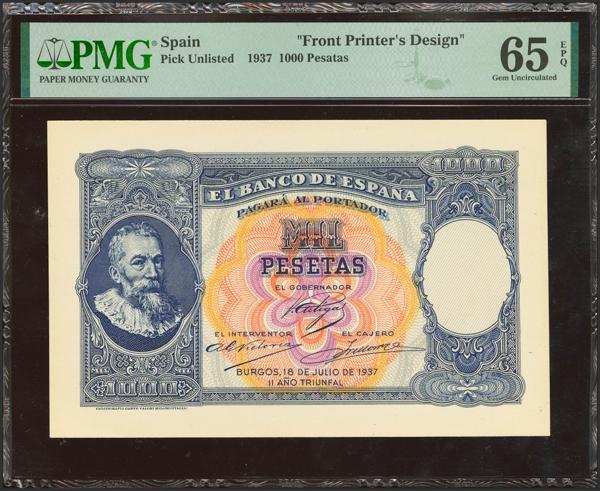 PMG
PAPER MONEY GUARANTY
Spain "Front Printer's Design"
Pick Unlisted 1937 1000 Pesatas
65 EPQ
Gem Uncirculated
1000
EL BANCO DE ESPAÑA
PAGARÁ AL PORTADOR
MIL
PESETAS
EL GOBERNADOR
EL INTERVENTOR EL CAJERO
BURGOS, 18 DE JULIO DE 1937
II AÑO TRIUNFAL
MIL MIL
1000